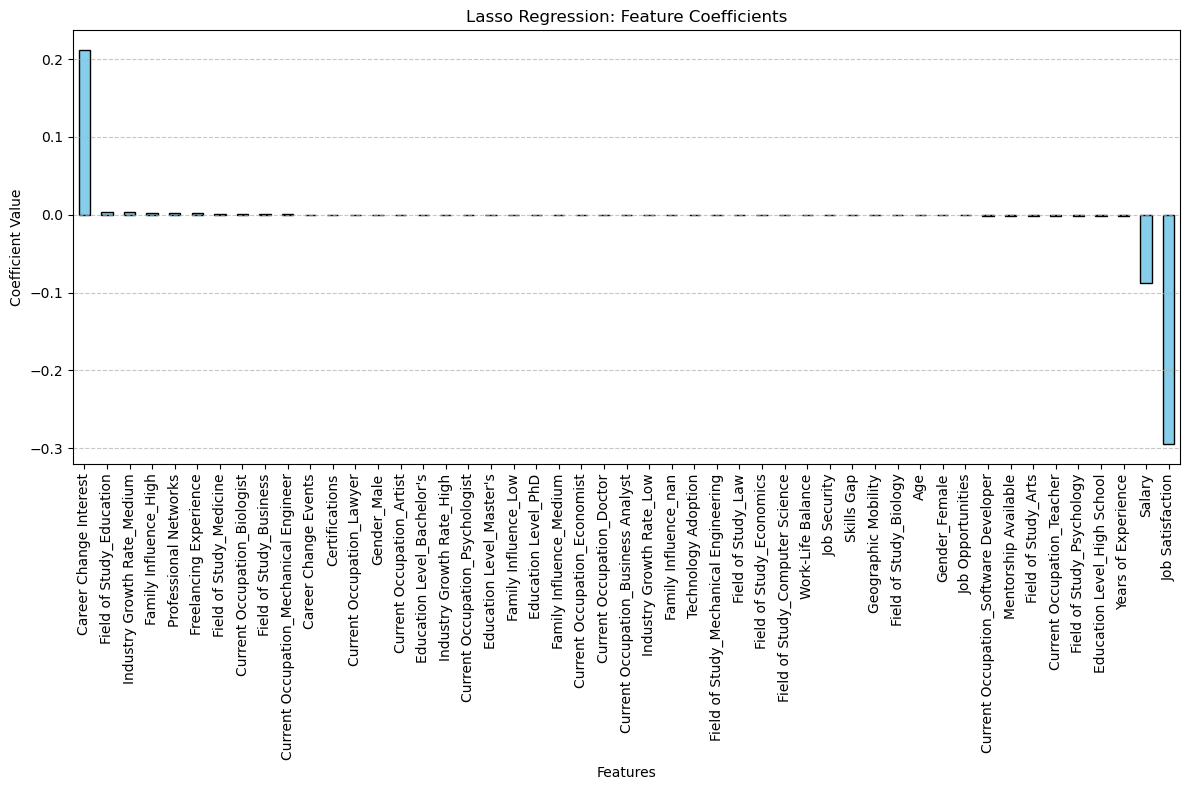 Lasso Regression: Feature Coefficients
Coefficient Value
0.2
0.1
0.0
−0.1
−0.2
−0.3
Career Change Interest
Field of Study_Education
Industry Growth Rate_Medium
Family Influence_High
Professional Networks
Freelancing Experience
Field of Study_Medicine
Current Occupation_Biologist
Field of Study_Business
Current Occupation_Mechanical Engineer
Career Change Events
Certifications
Current Occupation_Lawyer
Gender_Male
Current Occupation_Artist
Education Level_Bachelor's
Industry Growth Rate_High
Current Occupation_Psychologist
Education Level_Master's
Family Influence_Low
Education Level_PhD
Family Influence_Medium
Current Occupation_Economist
Current Occupation_Doctor
Current Occupation_Business Analyst
Industry Growth Rate_Low
Family Influence_nan
Technology Adoption
Field of Study_Mechanical Engineering
Field of Study_Law
Field of Study_Economics
Field of Study_Computer Science
Work-Life Balance
Job Security
Skills Gap
Geographic Mobility
Field of Study_Biology
Age
Gender_Female
Job Opportunities
Current Occupation_Software Developer
Mentorship Available
Field of Study_Arts
Current Occupation_Teacher
Field of Study_Psychology
Education Level_High School
Years of Experience
Salary
Job Satisfaction
Features